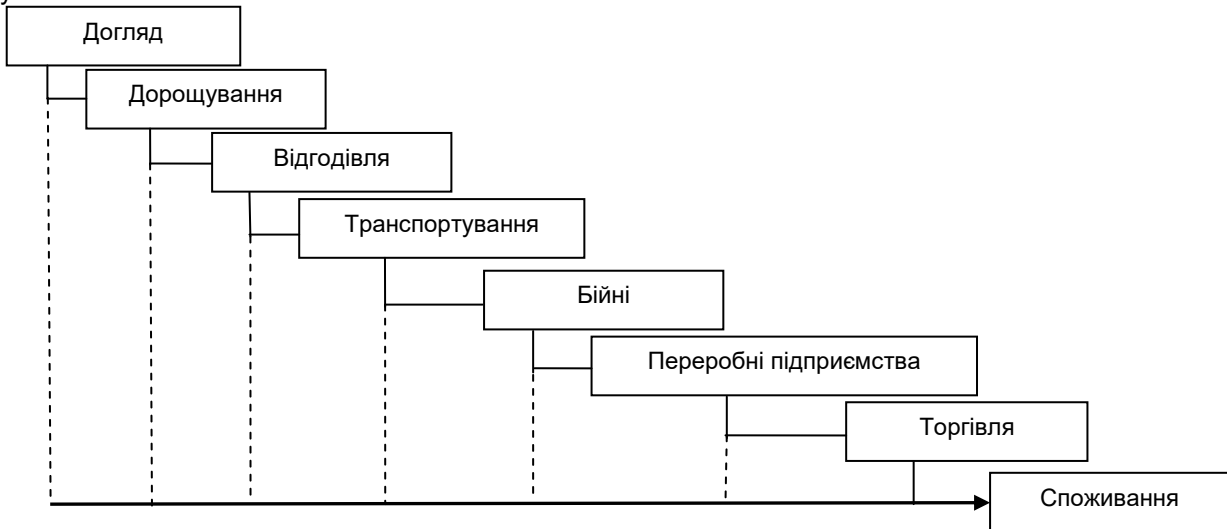 Догляд
Дорощування
Відгодівля
Транспортування
Бійні
Переробні підприємства
Торгівля
Споживання